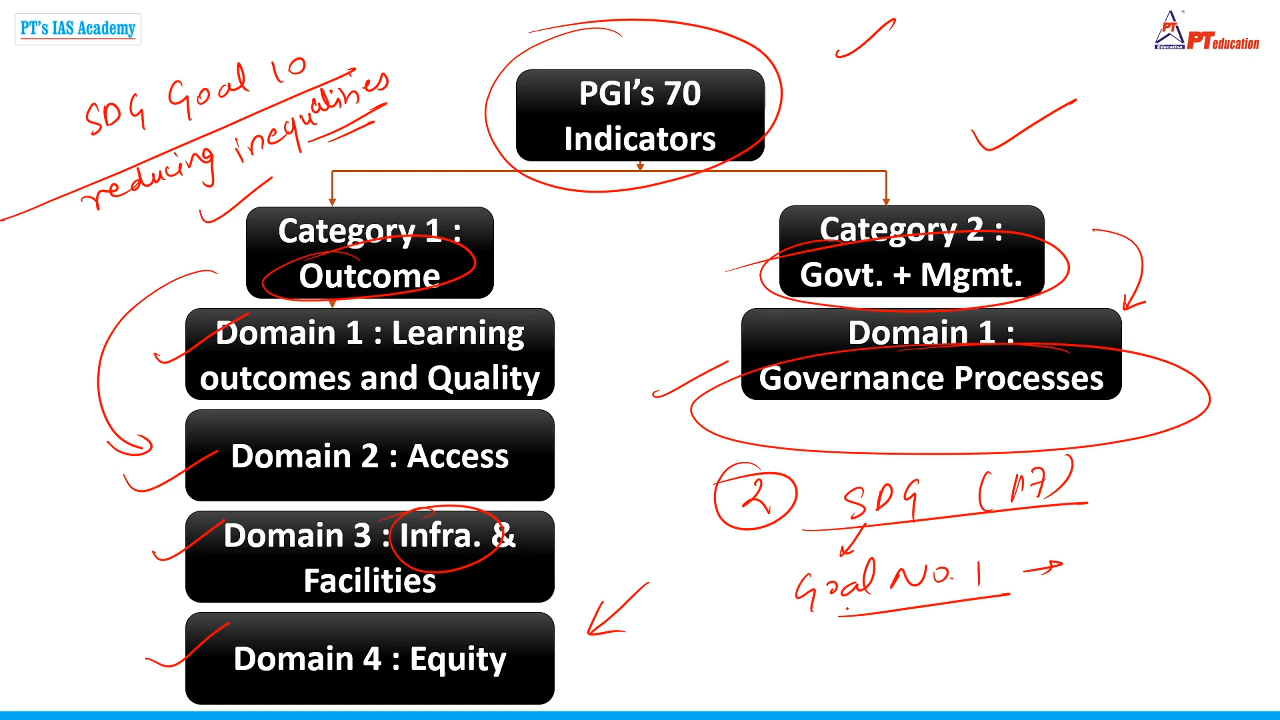 PT's IAS Academy
PT
Education
PT education
SDG Goal 10
reducing inequalities
PGI's 70
Indicators
Category 1 :
Outcome
Domain 1 : Learning
outcomes and Quality
Domain 2 : Access
Domain 3 : Infra. &
Facilities
Domain 4 : Equity
Category 2 :
Govt. + Mgmt.
Domain 1 :
Governance Processes
2 SDG (17)
Goal No. 1 →